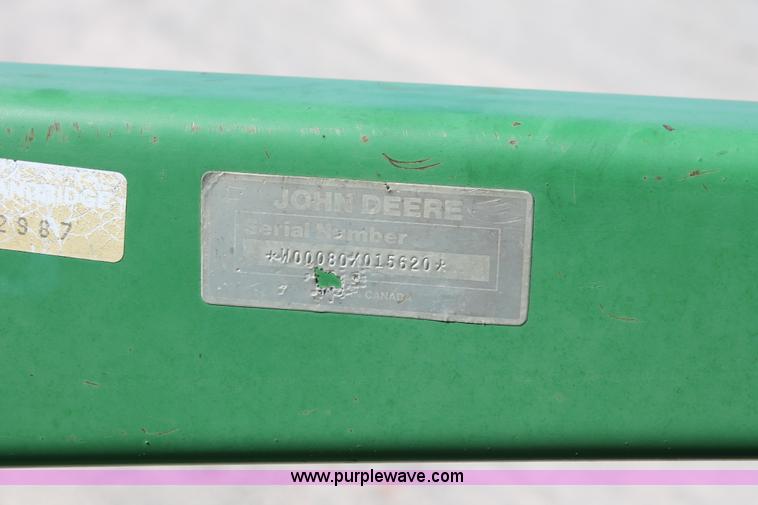 2987
JOHN DEERE
Serial Number
*W00080X015620*
CANADA
www.purplewave.com